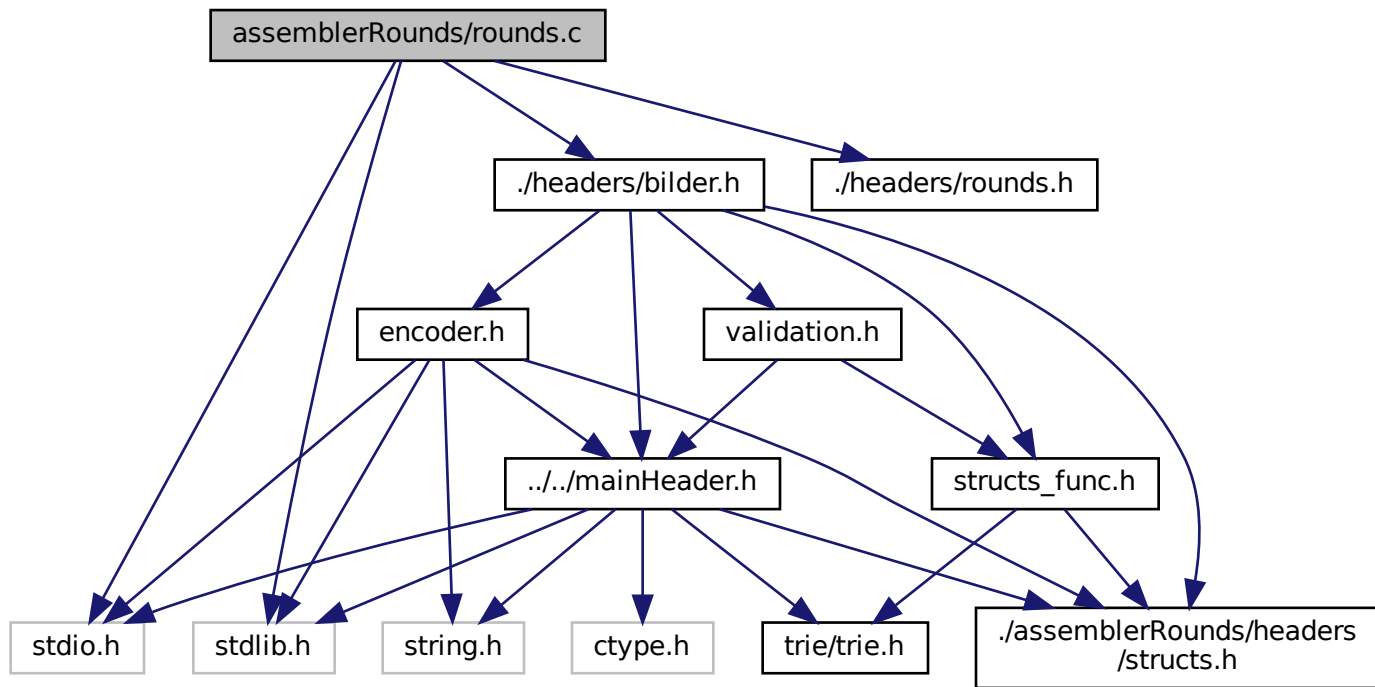 assemblerRounds/rounds.c
./headers/bilder.h
./headers/rounds.h
encoder.h
validation.h
../../mainHeader.h
structs_func.h
stdio.h
stdlib.h
string.h
ctype.h
trie/trie.h
./assemblerRounds/headers
/structs.h